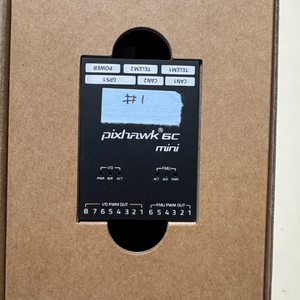 POWER TELEM2 TELEM1
GPS1 CAN2 CAN1
#1
pixhawk® 6C
mini
I/O FMU
PWR B/E ACT ACT B/E PWR
I/O PWM OUT FMU PWM OUT
8 7 6 5 4 3 2 1 6 5 4 3 2 1